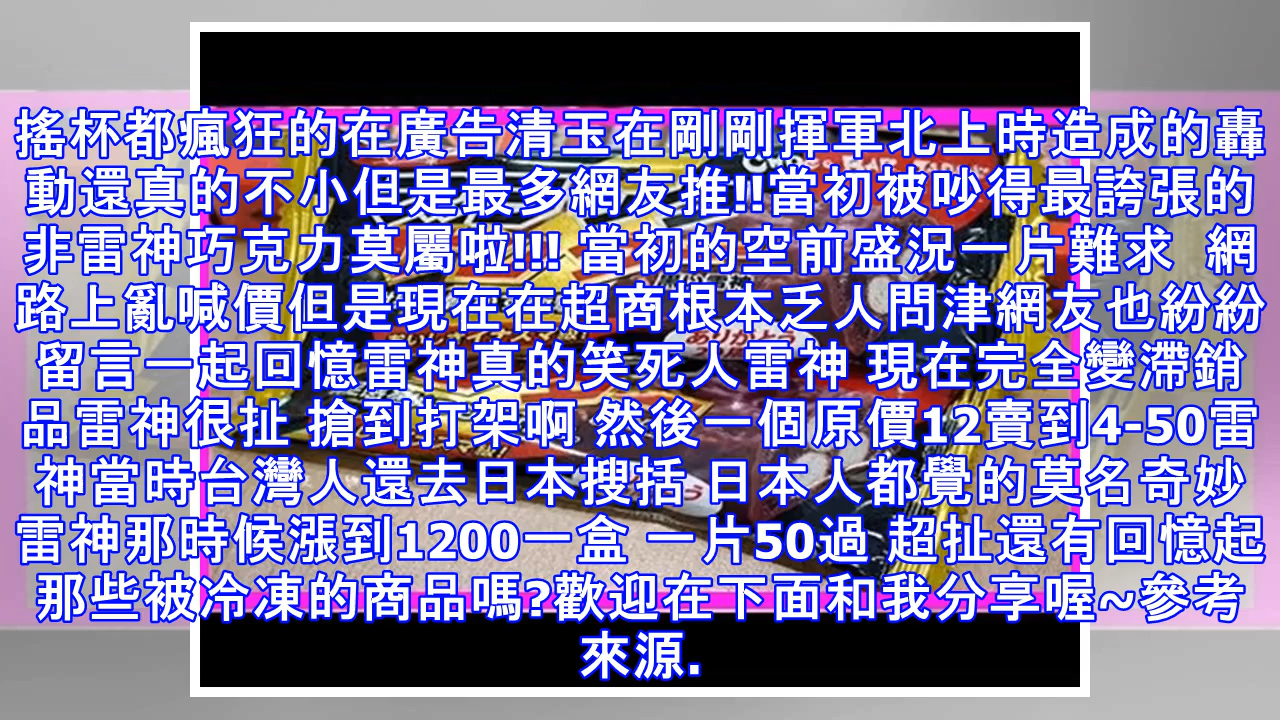 搖杯都瘋狂的在廣告清玉在剛剛揮軍北上時造成的轟
動還真的不小但是最多網友推!!當初被吵得最誇張的
非雷神巧克力莫屬啦!!! 當初的空前盛況一片難求 網
路上亂喊價但是現在在超商根本乏人問津網友也紛紛
留言一起回憶雷神真的笑死人雷神 現在完全變滯銷
品雷神很扯 搶到打架啊 然後一個原價12賣到4-50雷
神當時台灣人還去日本搜括 日本人都覺的莫名奇妙
雷神那時候漲到1200一盒 一片50過 超扯還有回憶起
那些被冷凍的商品嗎?歡迎在下面和我分享喔~參考
來源.
ありがとう